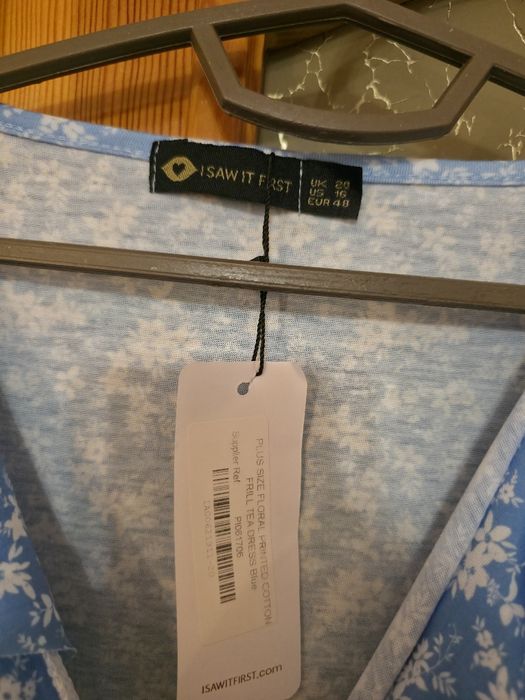 I SAW IT FIRST
UK 20
US 16
EUR 48
PLUS SIZE FLORAL PRINTED COTTON
FRILL TEA DRESS Blue
PI061706
Supplier Ref
ISAWITFIRST.com